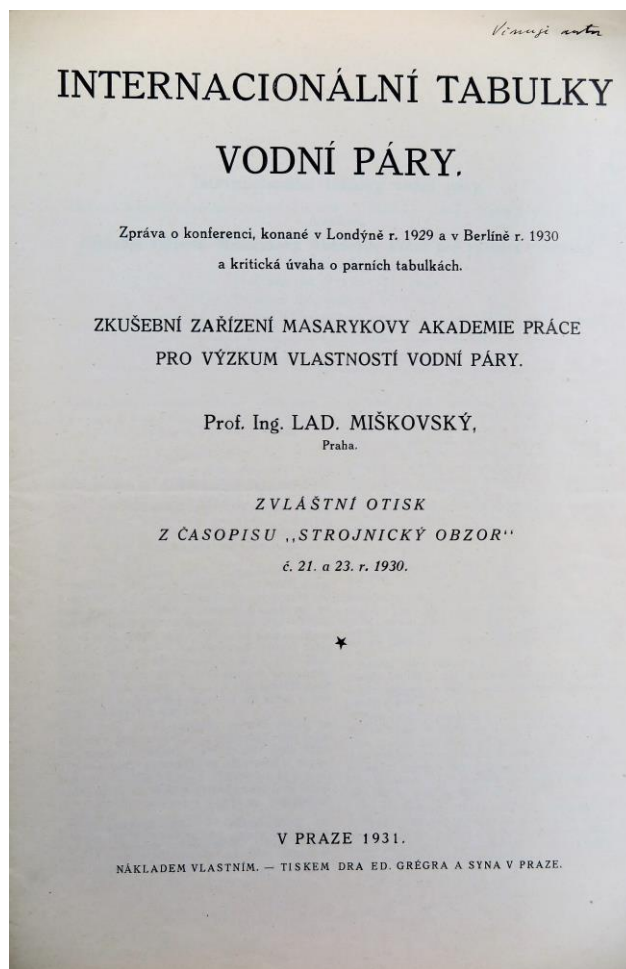 Věnuje autor
INTERNACIONÁLNÍ TABULKY
VODNÍ PÁRY.
Zpráva o konferenci, konané v Londýně r. 1929 a v Berlíně r. 1930
a kritická úvaha o parních tabulkách.
ZKUŠEBNÍ ZAŘÍZENÍ MASARYKOVY AKADEMIE PRÁCE
PRO VÝZKUM VLASTNOSTÍ VODNÍ PÁRY.
Prof. Ing. LAD. MIŠKOVSKÝ,
Praha.
ZVLÁŠTNÍ OTISK
Z ČASOPISU ,,STROJNICKÝ OBZOR‘‘
č. 21. a 23. r. 1930.
V PRAZE 1931.
NÁKLADEM VLASTNÍM. — TISKEM DRA ED. GRÉGRA A SYNA V PRAZE.